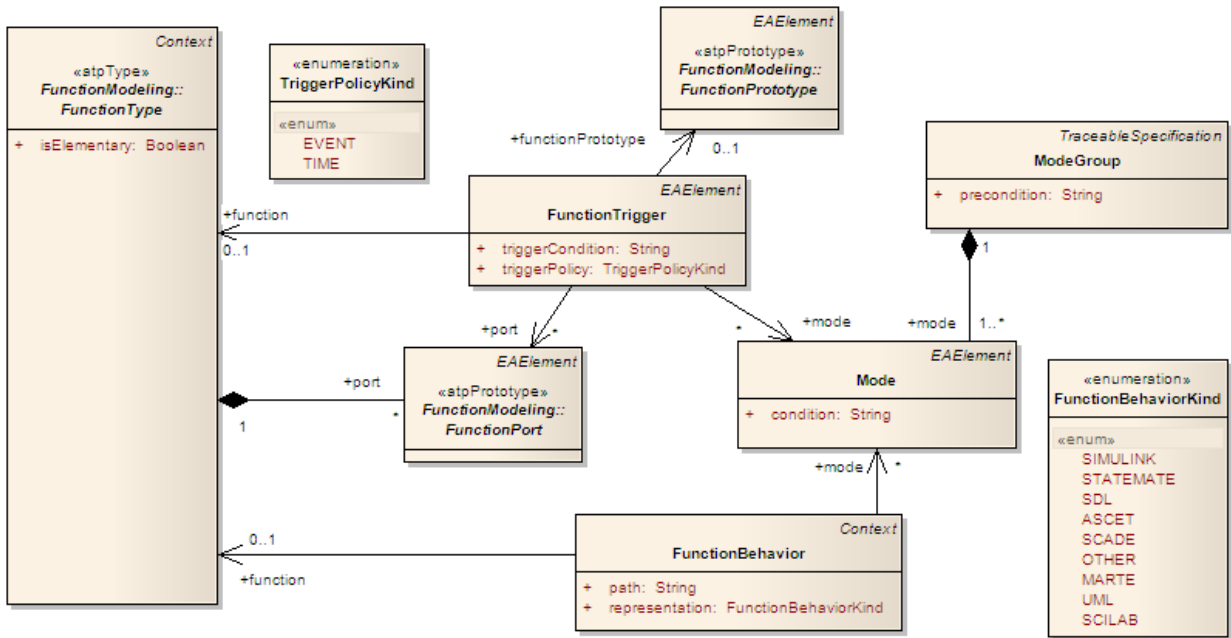 Context
«atpType»
FunctionModeling::
FunctionType
+ isElementary: Boolean
«enumeration»
TriggerPolicyKind
«enum»
EVENT
TIME
EAElement
«atpPrototype»
FunctionModeling::
FunctionPrototype
+functionPrototype
0..1
TraceableSpecification
ModeGroup
+ precondition: String
EAElement
FunctionTrigger
+ triggerCondition: String
+ triggerPolicy: TriggerPolicyKind
+function
0..1
+port
*
*
+mode
+mode
1
1..*
EAElement
«atpPrototype»
FunctionModeling::
FunctionPort
+port
1
*
EAElement
Mode
+ condition: String
+mode
*
«enumeration»
FunctionBehaviorKind
«enum»
SIMULINK
STATEMATE
SDL
ASCET
SCADE
OTHER
MARTE
UML
SCILAB
Context
FunctionBehavior
+ path: String
+ representation: FunctionBehaviorKind
0..1
+function